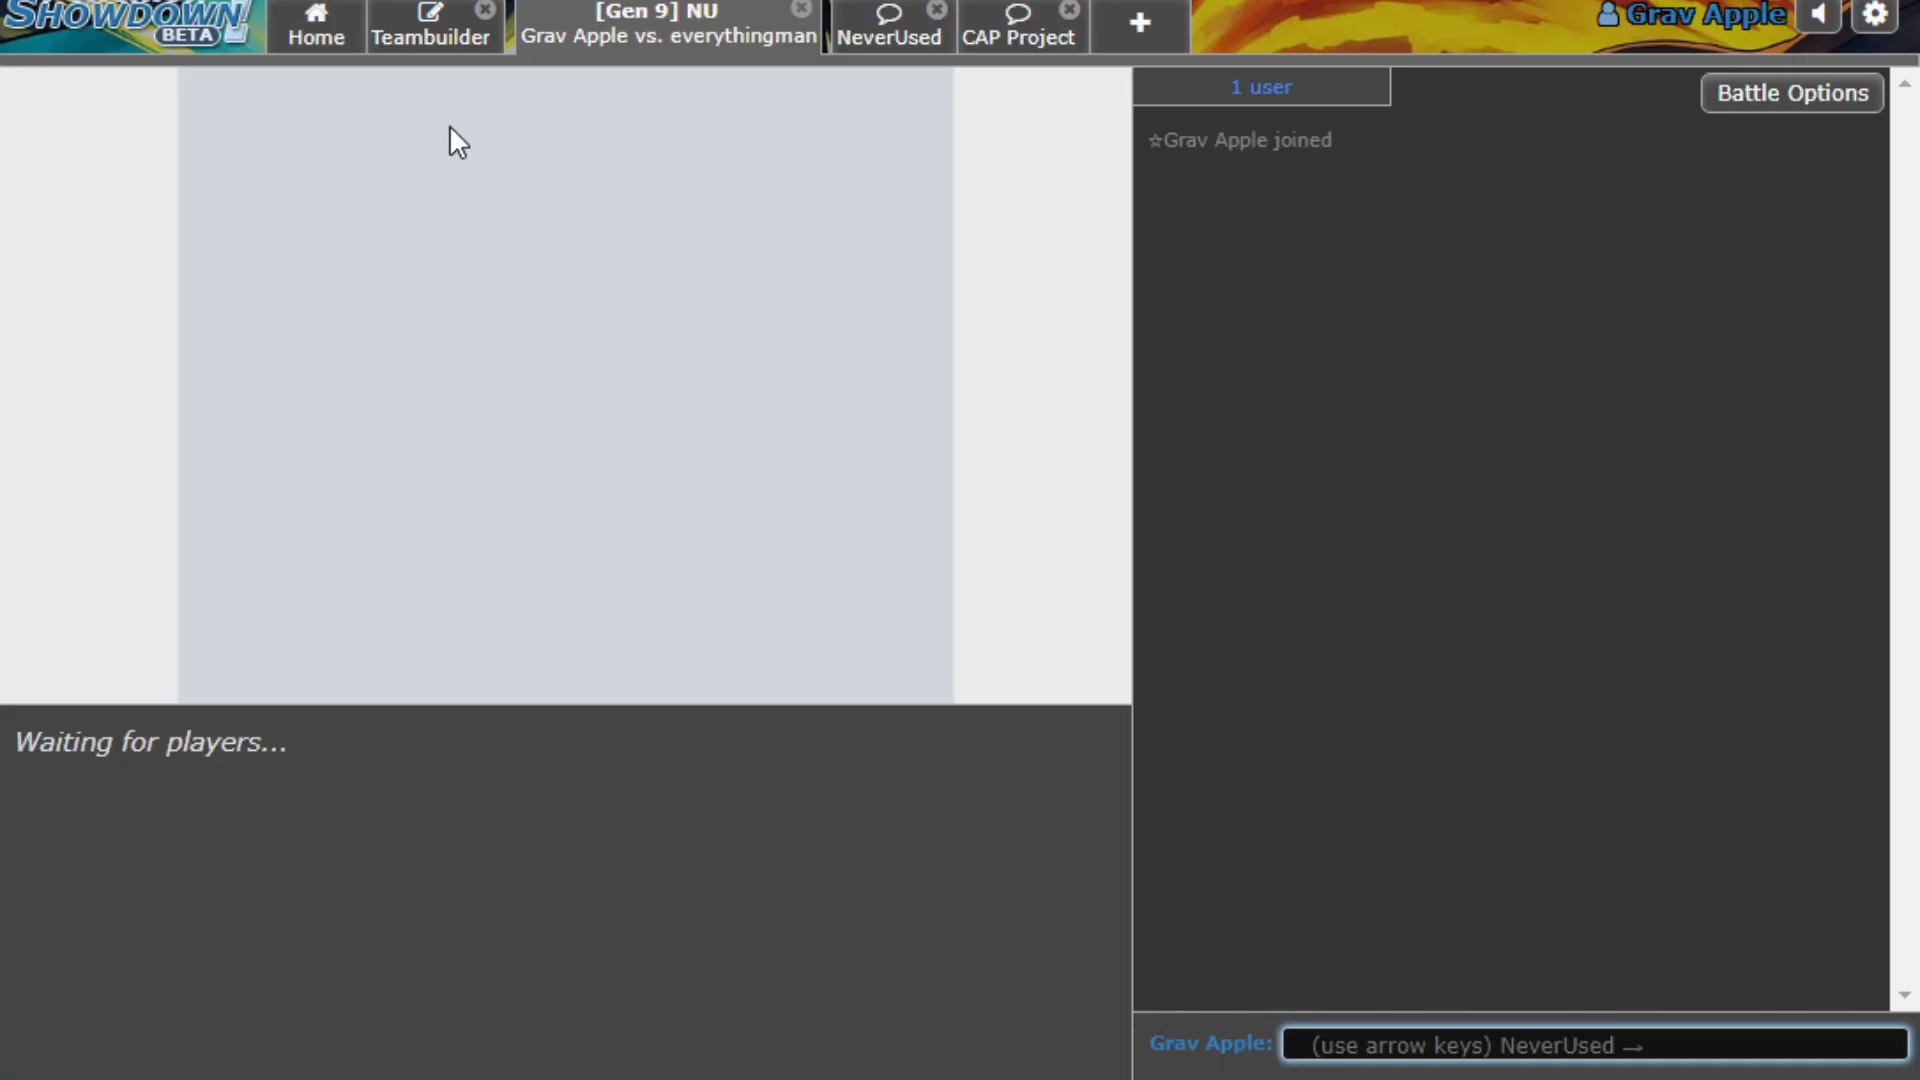 SHOWDOWN!
BETA
Home
Teambuilder
[Gen 9] NU
Grav Apple vs. everythingman
NeverUsed
CAP Project
+
Grav Apple
1 user
Battle Options
☆Grav Apple joined
Waiting for players...
Grav Apple:
(use arrow keys) NeverUsed →